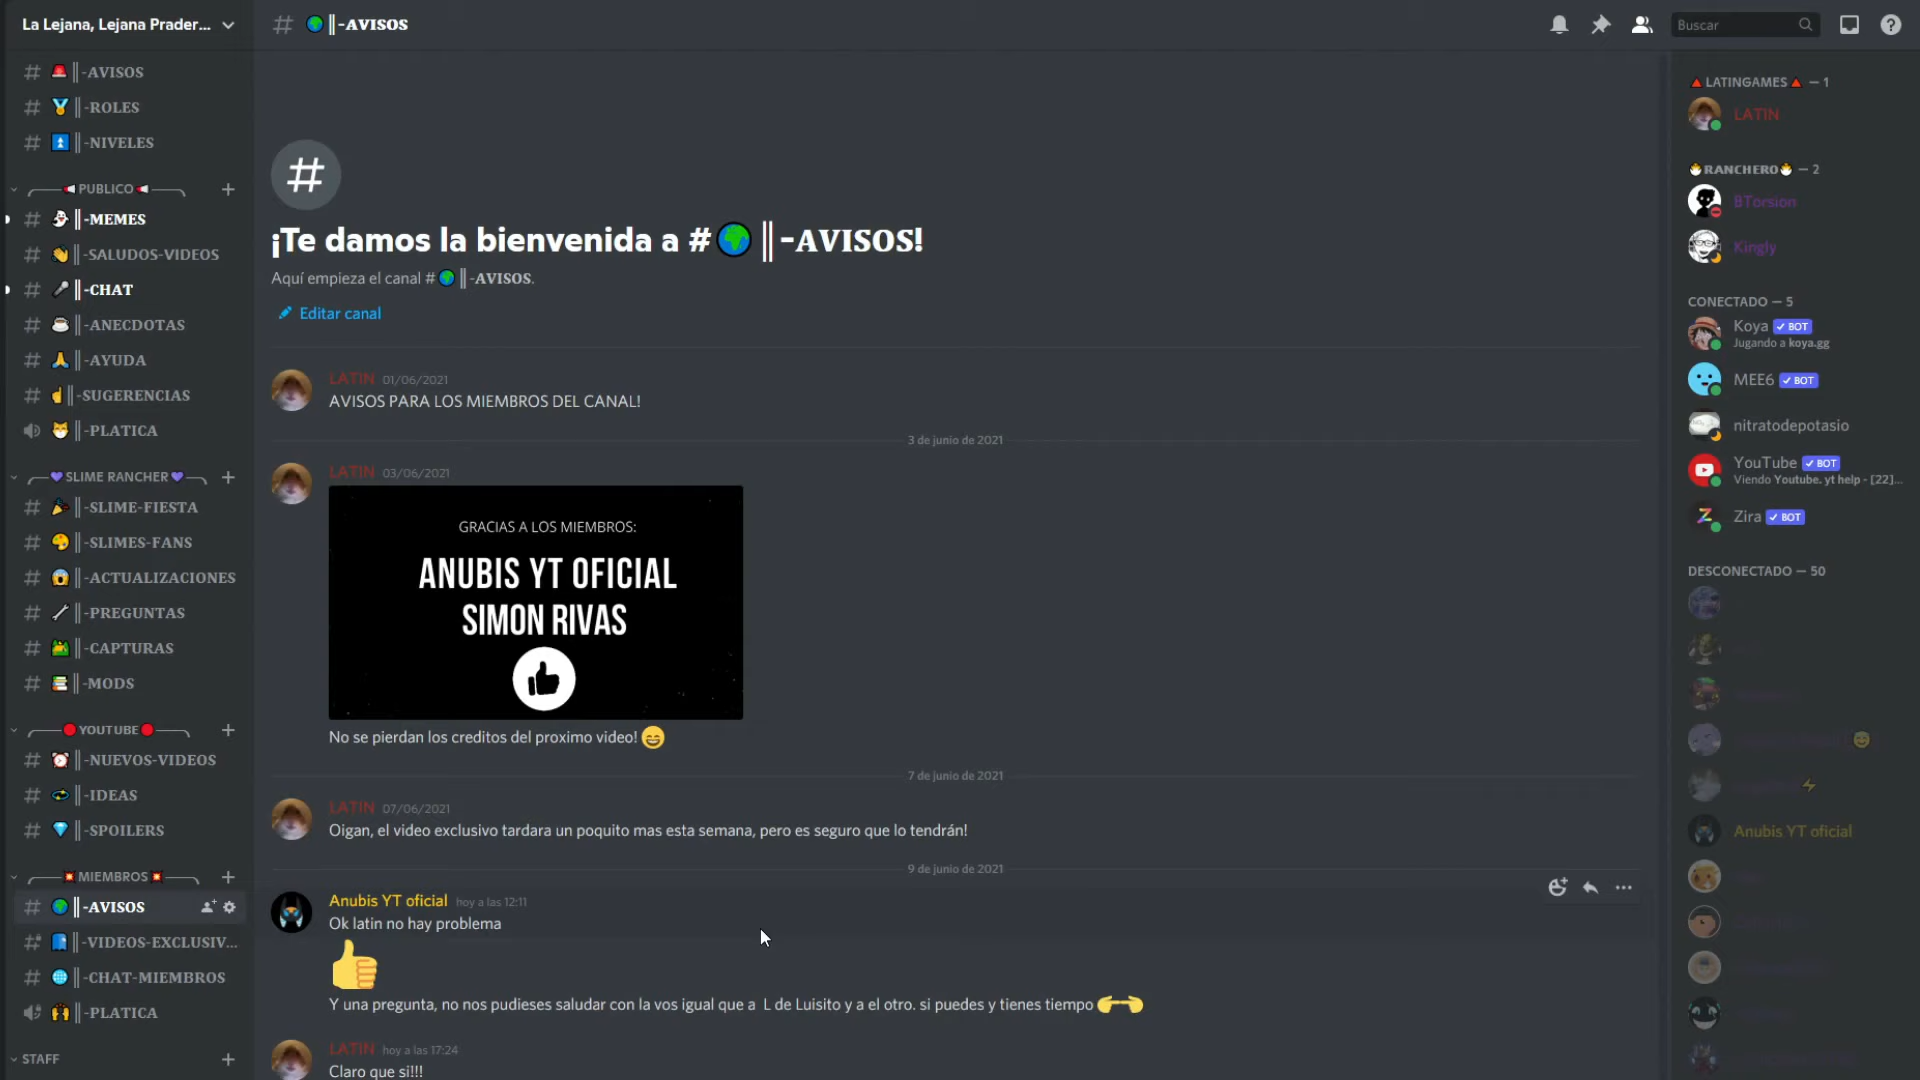 La Lejana, Lejana Prader...
║-AVISOS
Buscar
║-AVISOS
║-ROLES
║-NIVELES
PUBLICO
║-MEMES
║-SALUDOS-VIDEOS
║-CHAT
║-ANECDOTAS
║-AYUDA
║-SUGERENCIAS
║-PLATICA
SLIME RANCHER
║-SLIME-FIESTA
║-SLIMES-FANS
║-ACTUALIZACIONES
║-PREGUNTAS
║-CAPTURAS
║-MODS
YOUTUBE
║-NUEVOS-VIDEOS
║-IDEAS
║-SPOILERS
MIEMBROS
║-AVISOS
║-VIDEOS-EXCLUSIV...
║-CHAT-MIEMBROS
║-PLATICA
STAFF
¡Te damos la bienvenida a #🌍║-AVISOS!
Aquí empieza el canal #🌍║-AVISOS.
Editar canal
LATIN 01/06/2021
AVISOS PARA LOS MIEMBROS DEL CANAL!
3 de junio de 2021
LATIN 03/06/2021
GRACIAS A LOS MIEMBROS:
ANUBIS YT OFICIAL
SIMON RIVAS
No se pierdan los creditos del proximo video! 😄
7 de junio de 2021
LATIN 07/06/2021
Oigan, el video exclusivo tardara un poquito mas esta semana, pero es seguro que lo tendrán!
9 de junio de 2021
Anubis YT oficial hoy a las 12:11
Ok latin no hay problema
👍
Y una pregunta, no nos pudieses saludar con la vos igual que a L de Luisito y a el otro. si puedes y tienes tiempo 👉👈
LATIN hoy a las 17:24
Claro que si!!!
🔺LATINGAMES🔺 — 1
LATIN
🐣RANCHERO🐣 — 2
BTorsion
Kingly
CONECTADO — 5
Koya ✓ BOT
Jugando a koya.gg
MEE6 ✓ BOT
nitratodepotasio
YouTube ✓ BOT
Viendo Youtube. yt help - [22]...
Zira ✓ BOT
DESCONECTADO — 50
Anubis YT oficial